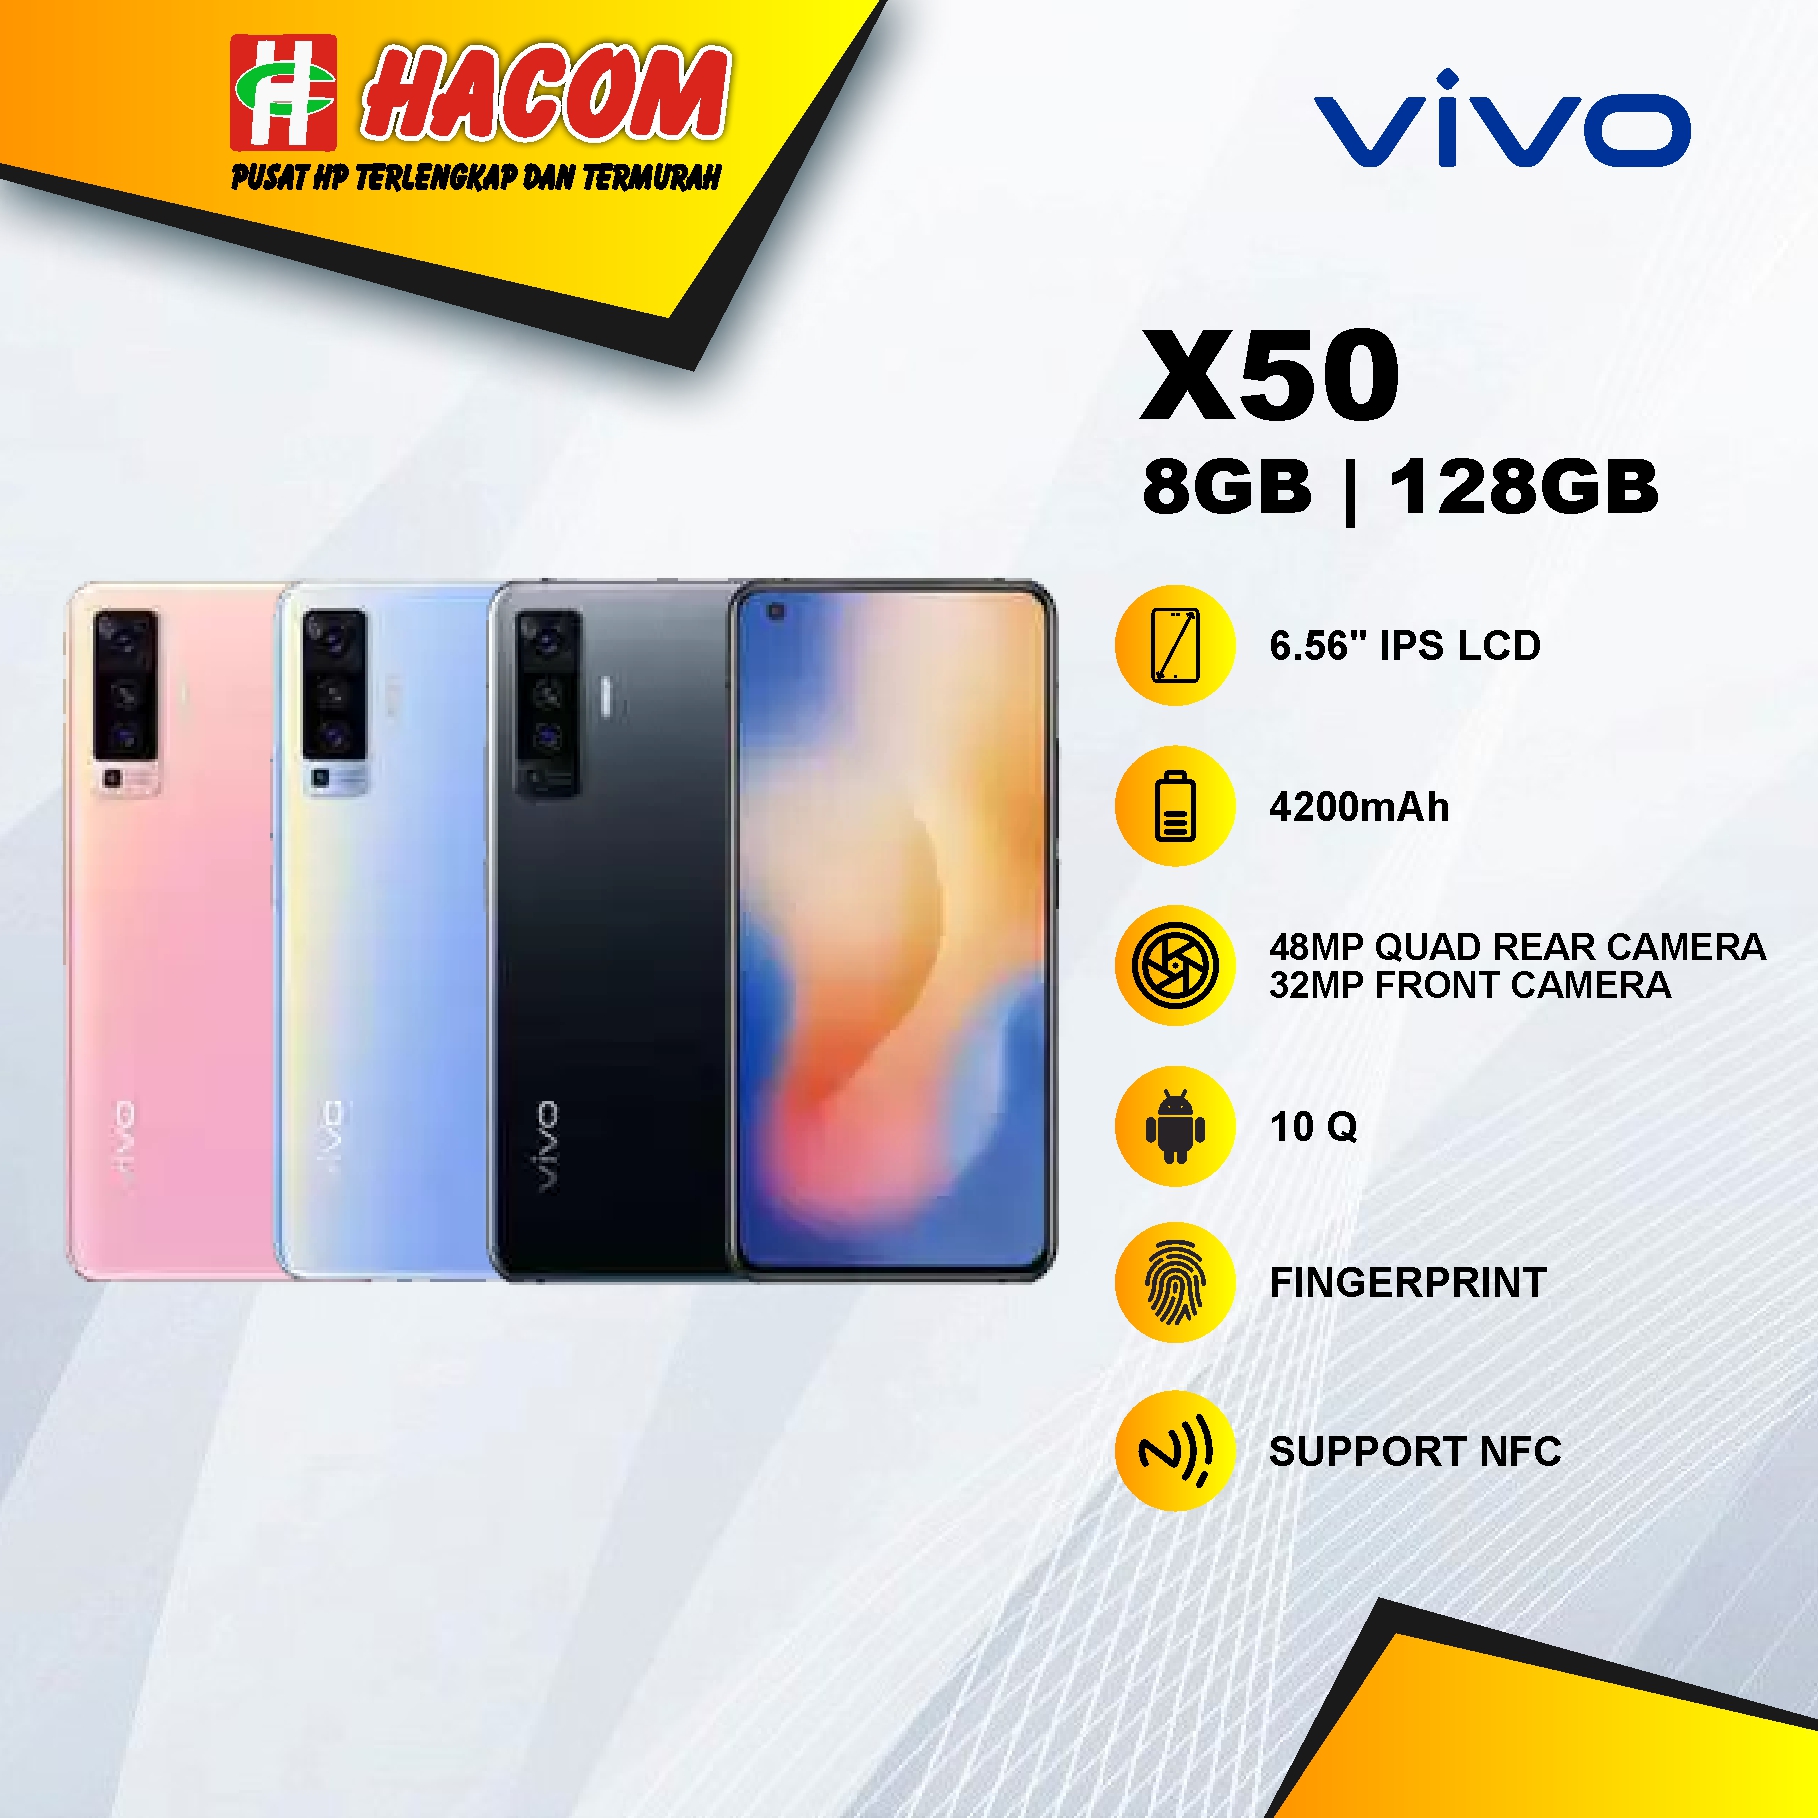 HACOM
PUSAT HP TERLENGKAP DAN TERMURAH
vivo
X50
8GB | 128GB
6.56" IPS LCD
4200mAh
48MP QUAD REAR CAMERA
32MP FRONT CAMERA
10 Q
FINGERPRINT
SUPPORT NFC
vivo
vivo
vivo